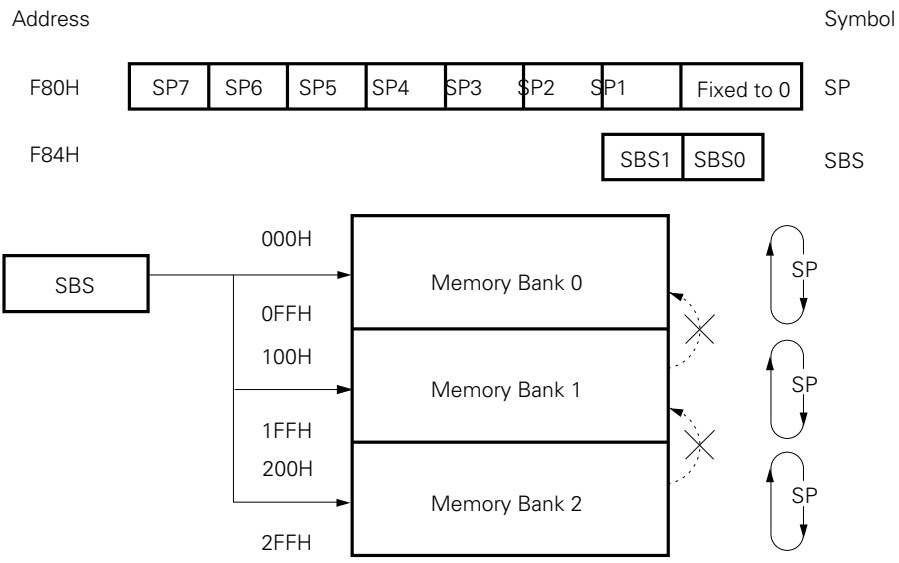 Address Symbol
F80H SP7 SP6 SP5 SP4 SP3 SP2 SP1 Fixed to 0 SP
F84H SBS1 SBS0 SBS
000H
SBS Memory Bank 0 SP
0FFH
100H
Memory Bank 1 SP
1FFH
200H
Memory Bank 2 SP
2FFH